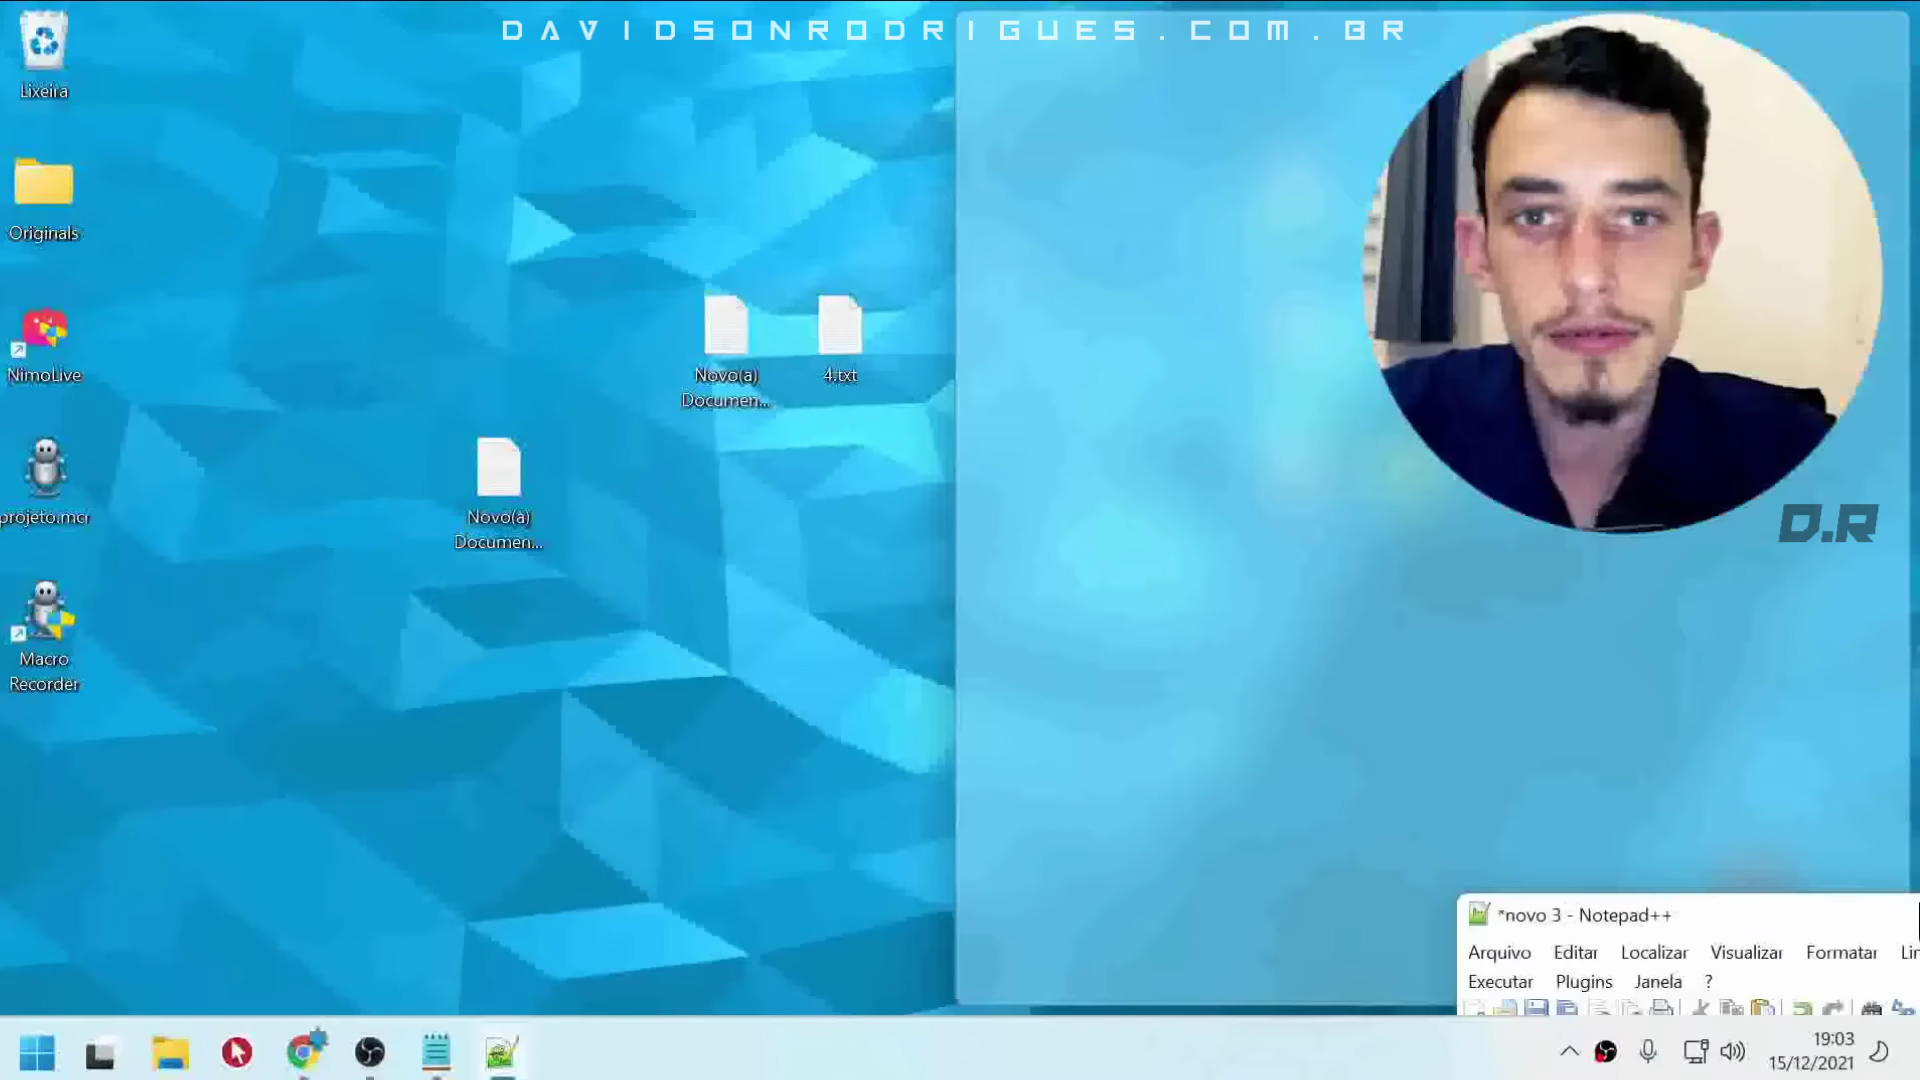 DAVIDSONRODRIGUES.COM.BR
Lixeira
Originals
NimoLive
projeto.mcr
Macro
Recorder
Novo(a)
Documen...
4.txt
Novo(a)
Documen...
D.R
*novo 3 - Notepad++
Arquivo Editar Localizar Visualizar Formatar
Executar Plugins Janela ?
19:03
15/12/2021